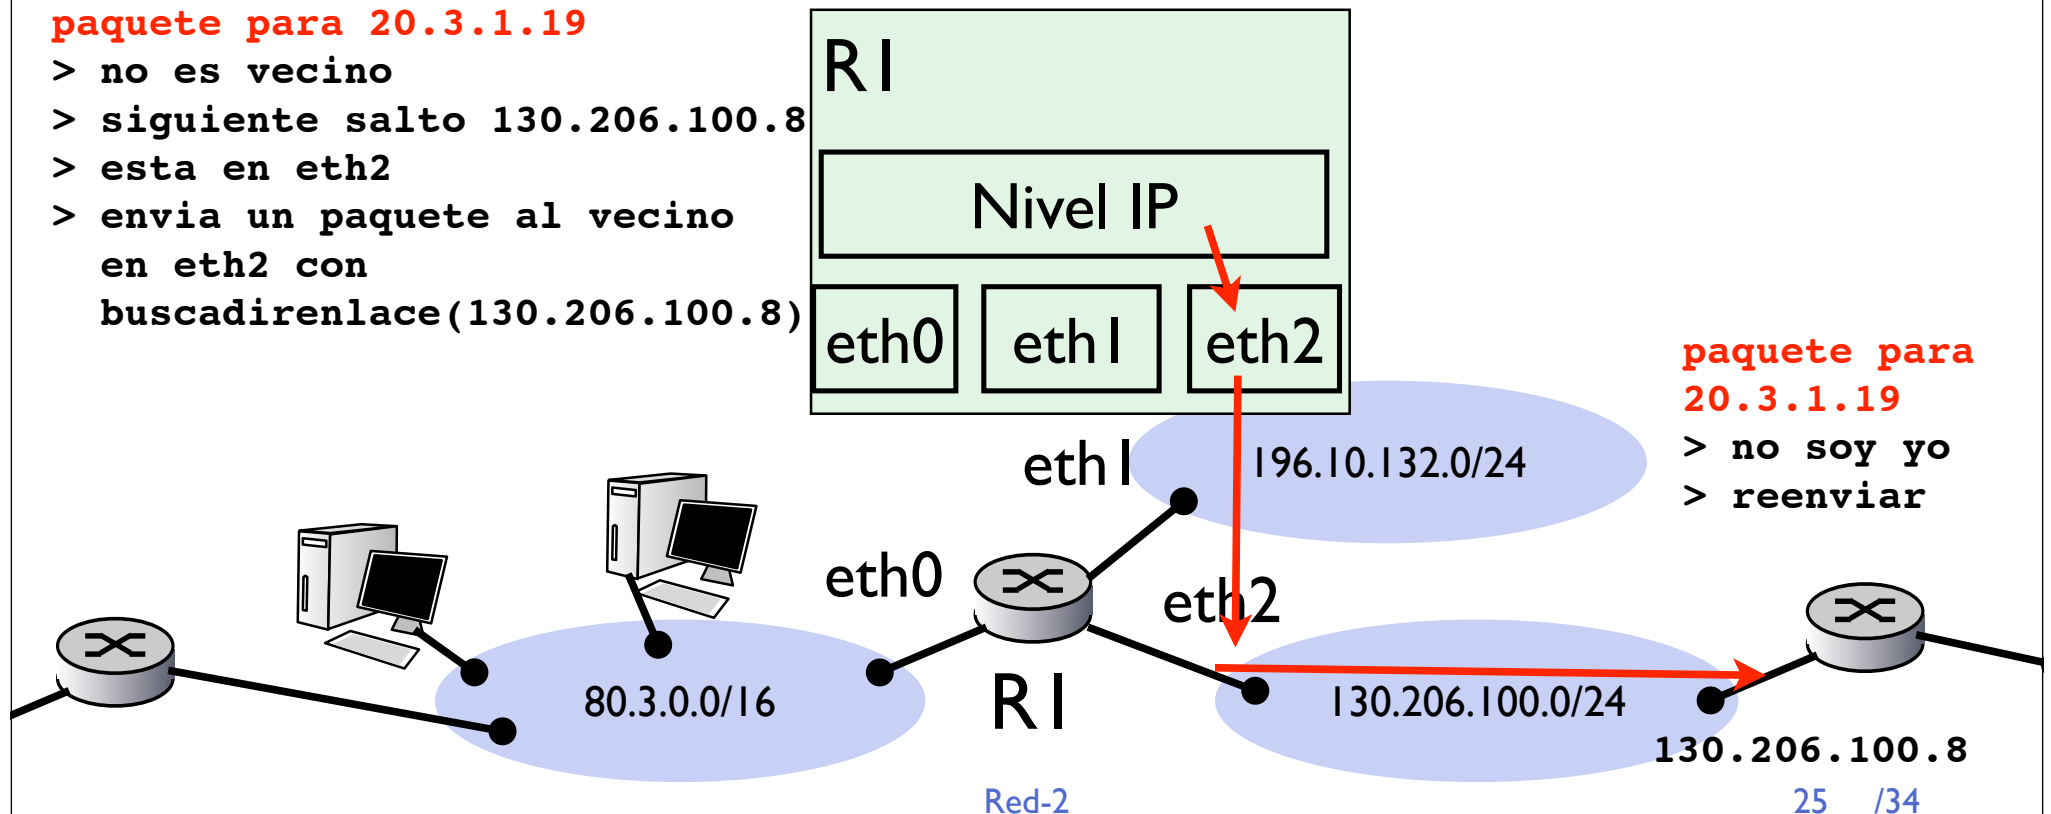 paquete para 20.3.1.19
> no es vecino
> siguiente salto 130.206.100.8
> esta en eth2
> envia un paquete al vecino
en eth2 con
buscadirenlace(130.206.100.8)
R1
Nivel IP
eth0
eth1
eth2
paquete para
20.3.1.19
> no soy yo
> reenviar
eth1
196.10.132.0/24
eth0
eth2
80.3.0.0/16
R1
130.206.100.0/24
130.206.100.8
Red-2
25 /34